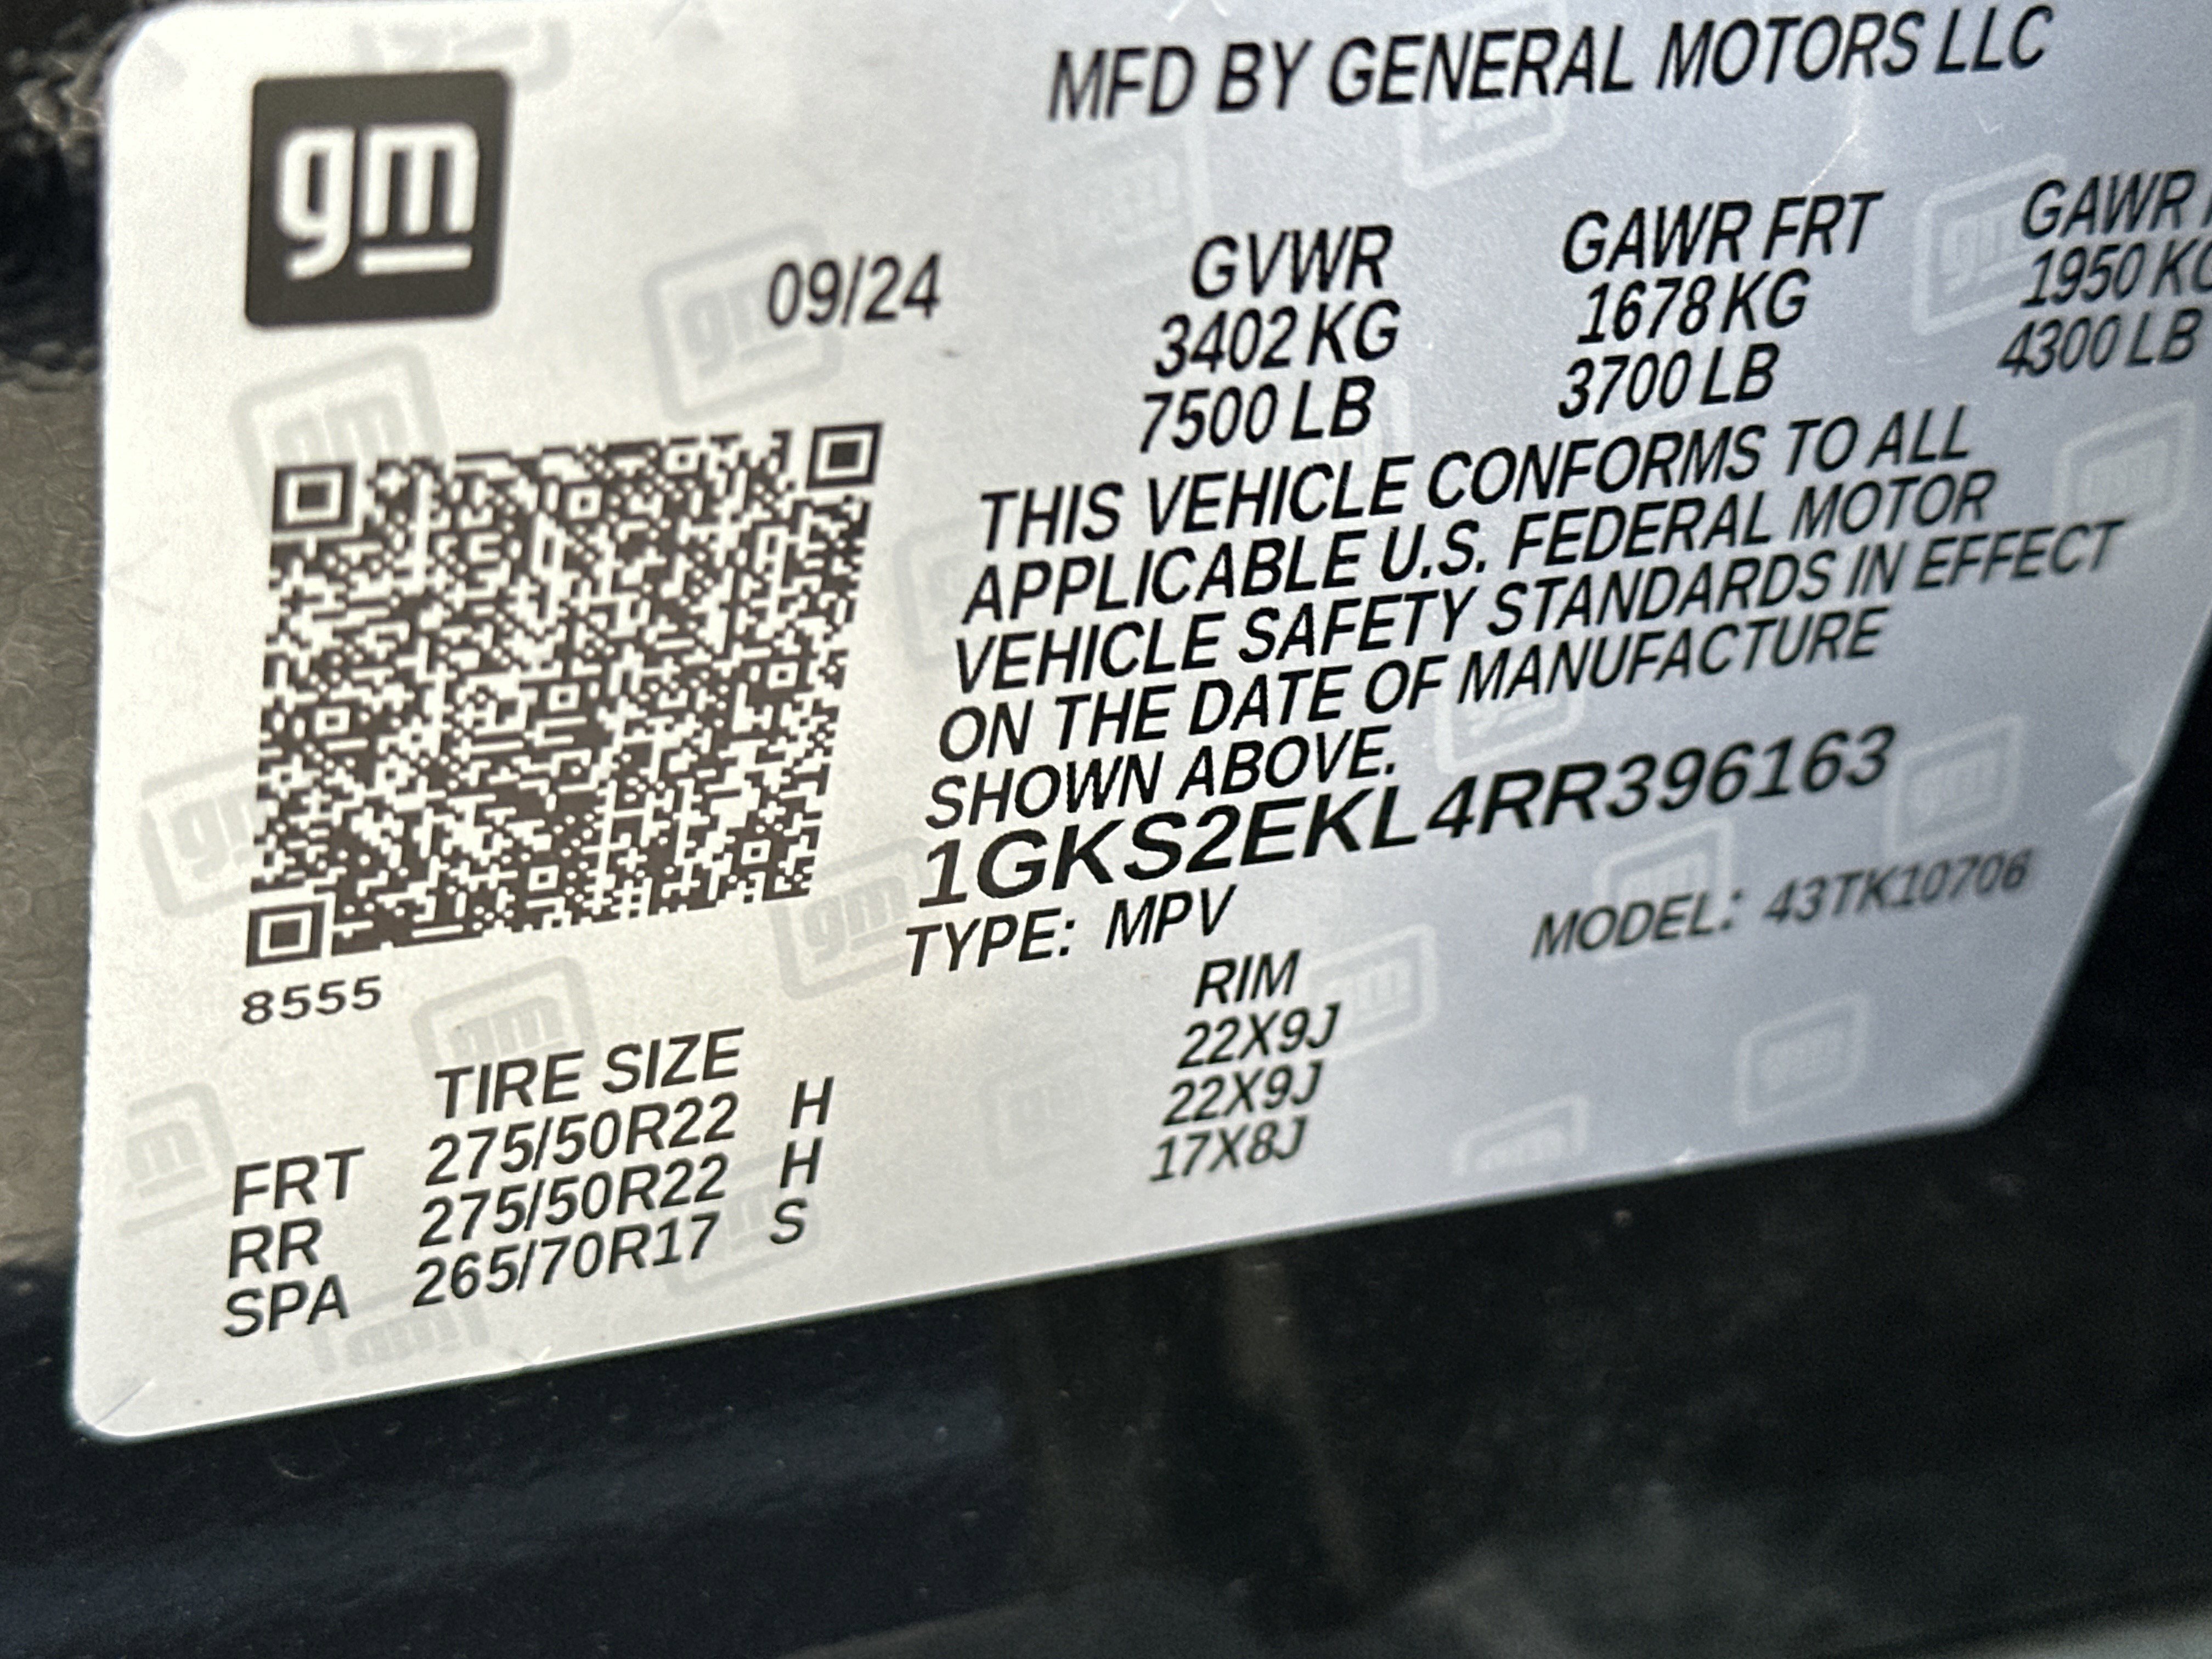 gm
MFD BY GENERAL MOTORS LLC
09/24
GVWR GAWR FRT GAWR
3402 KG 1678 KG 1950 KG
7500 LB 3700 LB 4300 LB
THIS VEHICLE CONFORMS TO ALL
APPLICABLE U.S. FEDERAL MOTOR
VEHICLE SAFETY STANDARDS IN EFFECT
ON THE DATE OF MANUFACTURE
SHOWN ABOVE.
1GKS2EKL4RR396163
TYPE: MPV MODEL: 43TK10706
8555
TIRE SIZE RIM
FRT 275/50R22 H 22X9J
RR 275/50R22 H 22X9J
SPA 265/70R17 S 17X8J